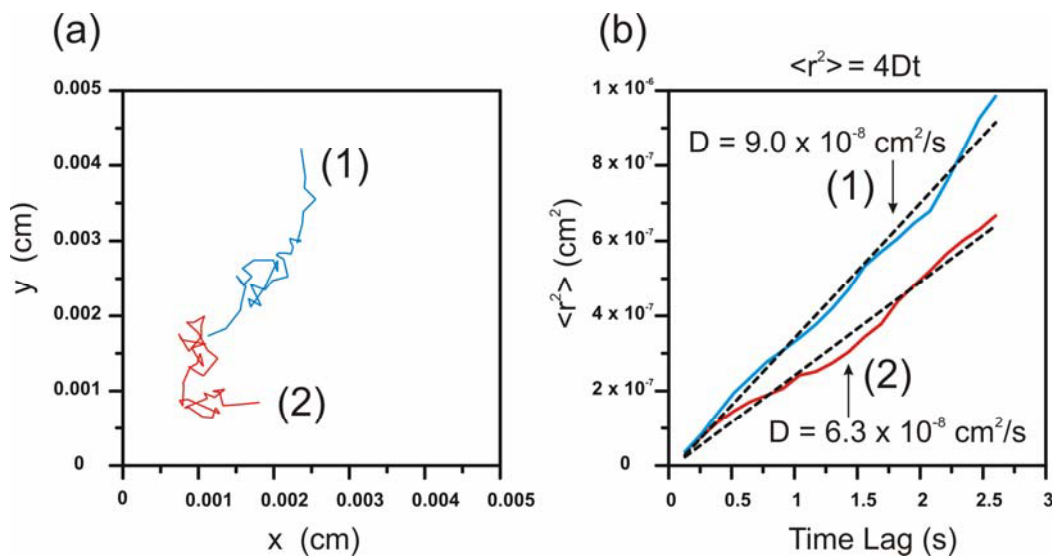 (a)
0.005
0.004
0.003
0.002
0.001
0
y (cm)
(1)
(2)
0
0.001
0.002
0.003
0.004
0.005
x (cm)
(b)
<r²> = 4Dt
1 x 10⁻⁶
8 x 10⁻⁷
6 x 10⁻⁷
4 x 10⁻⁷
2 x 10⁻⁷
0
<r²> (cm²)
D = 9.0 x 10⁻⁸ cm²/s
(1)
(2)
D = 6.3 x 10⁻⁸ cm²/s
0
0.5
1
1.5
2
2.5
3
Time Lag (s)